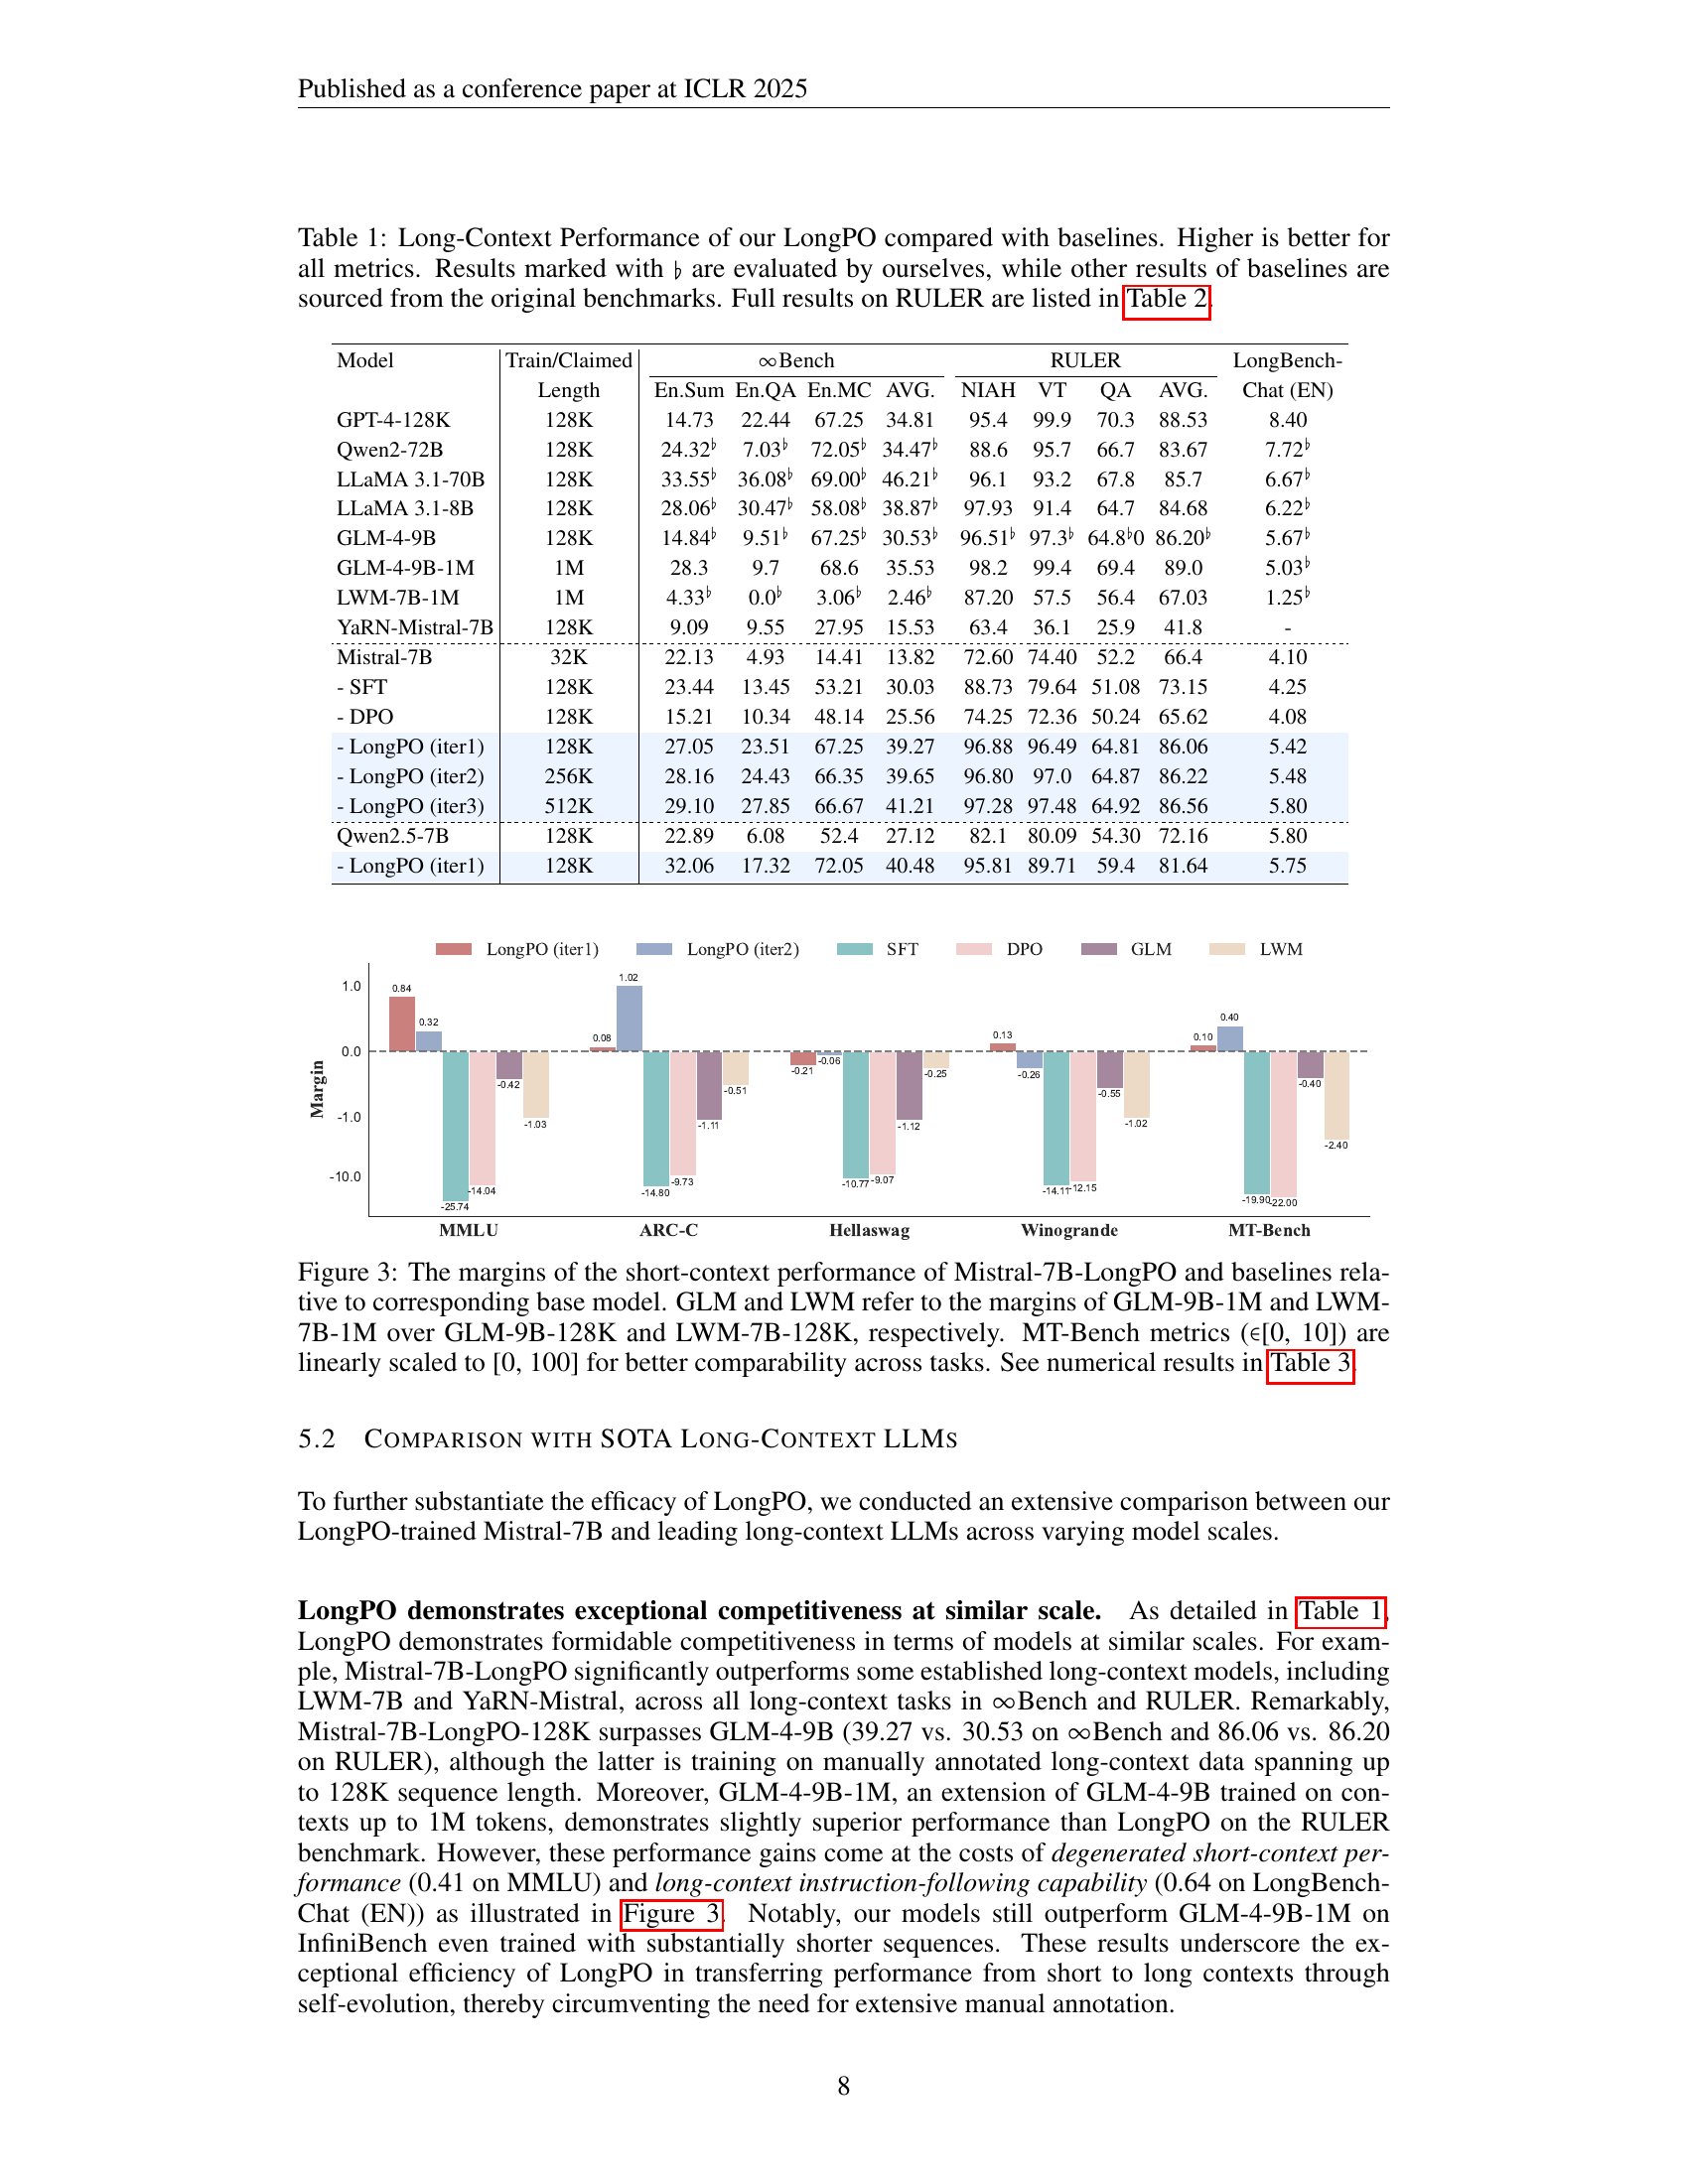 Published as a conference paper at ICLR 2025
Table 1: Long-Context Performance of our LongPO compared with baselines. Higher is better for
all metrics. Results marked with ♭ are evaluated by ourselves, while other results of baselines are
sourced from the original benchmarks. Full results on RULER are listed in Table 2.
Model Train/Claimed ∞Bench RULER LongBench-
Length En.Sum En.QA En.MC AVG. NIAH VT QA AVG. Chat (EN)
GPT-4-128K 128K 14.73 22.44 67.25 34.81 95.4 99.9 70.3 88.53 8.40
Qwen2-72B 128K 24.32♭ 7.03♭ 72.05♭ 34.47♭ 88.6 95.7 66.7 83.67 7.72♭
LLaMA 3.1-70B 128K 33.55♭ 36.08♭ 69.00♭ 46.21♭ 96.1 93.2 67.8 85.7 6.67♭
LLaMA 3.1-8B 128K 28.06♭ 30.47♭ 58.08♭ 38.87♭ 97.93 91.4 64.7 84.68 6.22♭
GLM-4-9B 128K 14.84♭ 9.51♭ 67.25♭ 30.53♭ 96.51♭ 97.3♭ 64.8♭0 86.20♭ 5.67♭
GLM-4-9B-1M 1M 28.3 9.7 68.6 35.53 98.2 99.4 69.4 89.0 5.03♭
LWM-7B-1M 1M 4.33♭ 0.0♭ 3.06♭ 2.46♭ 87.20 57.5 56.4 67.03 1.25♭
YaRN-Mistral-7B 128K 9.09 9.55 27.95 15.53 63.4 36.1 25.9 41.8 -
Mistral-7B 32K 22.13 4.93 14.41 13.82 72.60 74.40 52.2 66.4 4.10
- SFT 128K 23.44 13.45 53.21 30.03 88.73 79.64 51.08 73.15 4.25
- DPO 128K 15.21 10.34 48.14 25.56 74.25 72.36 50.24 65.62 4.08
- LongPO (iter1) 128K 27.05 23.51 67.25 39.27 96.88 96.49 64.81 86.06 5.42
- LongPO (iter2) 256K 28.16 24.43 66.35 39.65 96.80 97.0 64.87 86.22 5.48
- LongPO (iter3) 512K 29.10 27.85 66.67 41.21 97.28 97.48 64.92 86.56 5.80
Qwen2.5-7B 128K 22.89 6.08 52.4 27.12 82.1 80.09 54.30 72.16 5.80
- LongPO (iter1) 128K 32.06 17.32 72.05 40.48 95.81 89.71 59.4 81.64 5.75
LongPO (iter1) LongPO (iter2) SFT DPO GLM LWM
Margin
1.0
0.0
-1.0
-10.0
0.84 0.32 -25.74 -14.04 -0.42 -1.03
0.08 1.02 -14.80 -9.73 -1.11 -0.51
-0.21 -0.06 -10.77 -9.07 -1.12 -0.25
0.13 -0.26 -14.11 -12.15 -0.55 -1.02
0.10 0.40 -19.90 -22.00 -0.40 -2.40
MMLU ARC-C Hellaswag Winogrande MT-Bench
Figure 3: The margins of the short-context performance of Mistral-7B-LongPO and baselines rela-
tive to corresponding base model. GLM and LWM refer to the margins of GLM-9B-1M and LWM-
7B-1M over GLM-9B-128K and LWM-7B-128K, respectively. MT-Bench metrics (∈[0, 10]) are
linearly scaled to [0, 100] for better comparability across tasks. See numerical results in Table 3.
5.2 COMPARISON WITH SOTA LONG-CONTEXT LLMS
To further substantiate the efficacy of LongPO, we conducted an extensive comparison between our
LongPO-trained Mistral-7B and leading long-context LLMs across varying model scales.
LongPO demonstrates exceptional competitiveness at similar scale. As detailed in Table 1,
LongPO demonstrates formidable competitiveness in terms of models at similar scales. For exam-
ple, Mistral-7B-LongPO significantly outperforms some established long-context models, including
LWM-7B and YaRN-Mistral, across all long-context tasks in ∞Bench and RULER. Remarkably,
Mistral-7B-LongPO-128K surpasses GLM-4-9B (39.27 vs. 30.53 on ∞Bench and 86.06 vs. 86.20
on RULER), although the latter is training on manually annotated long-context data spanning up
to 128K sequence length. Moreover, GLM-4-9B-1M, an extension of GLM-4-9B trained on con-
texts up to 1M tokens, demonstrates slightly superior performance than LongPO on the RULER
benchmark. However, these performance gains come at the costs of degenerated short-context per-
formance (0.41 on MMLU) and long-context instruction-following capability (0.64 on LongBench-
Chat (EN)) as illustrated in Figure 3. Notably, our models still outperform GLM-4-9B-1M on
InfiniBench even trained with substantially shorter sequences. These results underscore the ex-
ceptional efficiency of LongPO in transferring performance from short to long contexts through
self-evolution, thereby circumventing the need for extensive manual annotation.
8